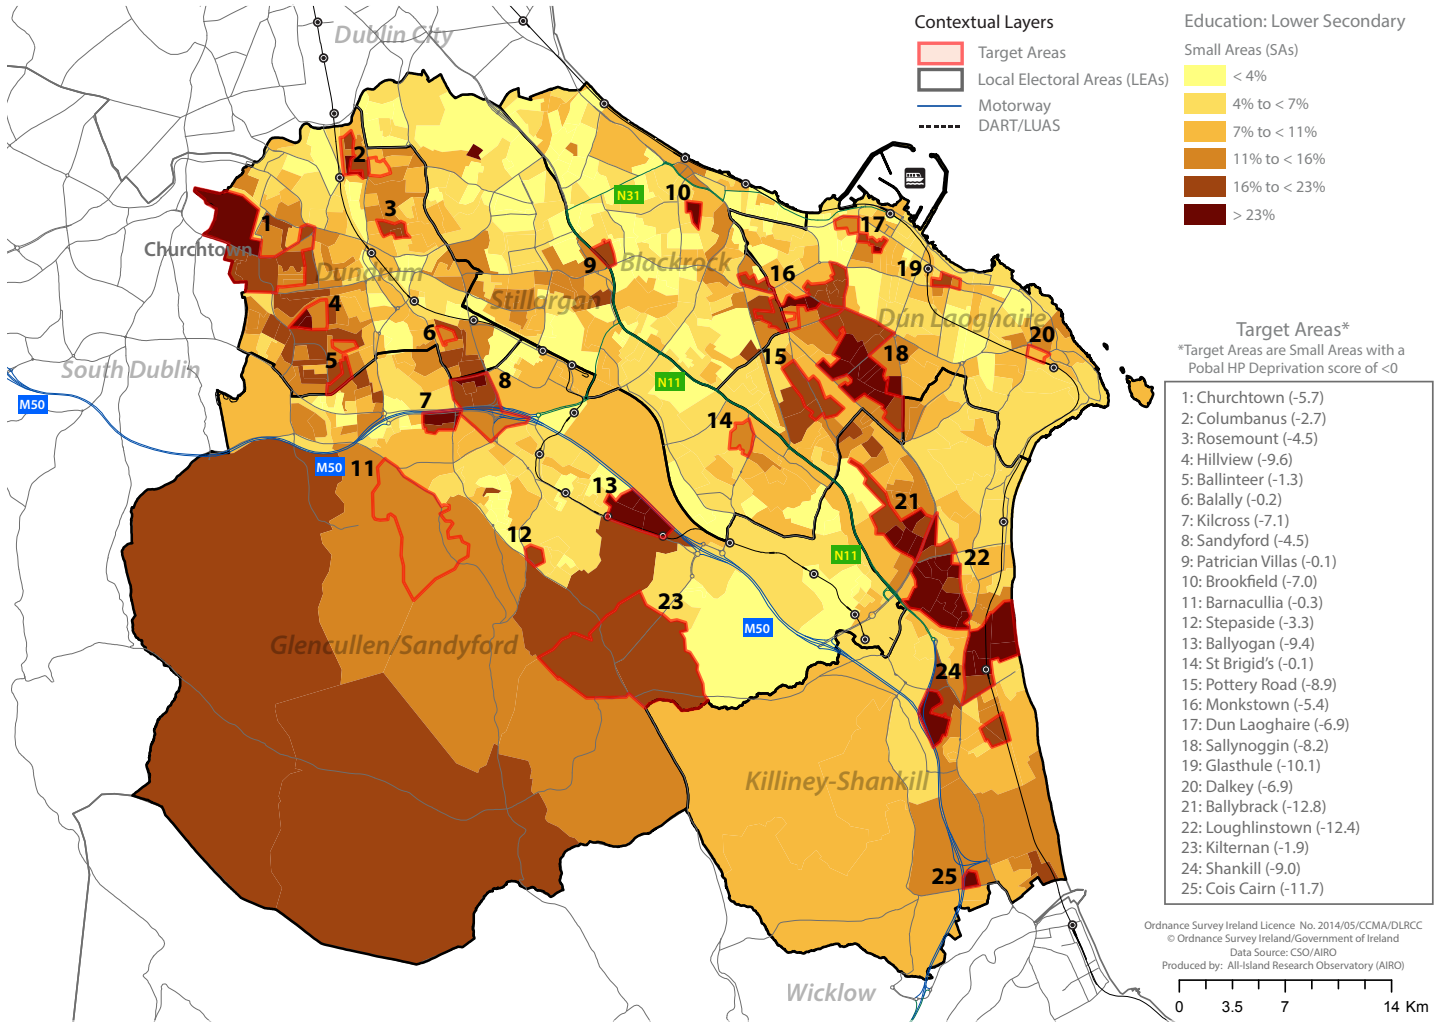 Contextual Layers
Target Areas
Local Electoral Areas (LEAs)
Motorway
DART/LUAS
Education: Lower Secondary
Small Areas (SAs)
< 4%
4% to < 7%
7% to < 11%
11% to < 16%
16% to < 23%
> 23%
Dublin City
2
N31
10
1
3
17
Churchtown
Dundrum
9
Blackrock
16
19
Stillorgan
4
6
Dún Laoghaire
20
5
15
18
South Dublin
8
N11
M50
7
14
M50
11
13
21
12
N11
22
23
M50
Glencullen/Sandyford
24
Killiney-Shankill
25
Wicklow
Target Areas*
*Target Areas are Small Areas with a
Pobal HP Deprivation score of <0
1: Churchtown (-5.7)
2: Columbanus (-2.7)
3: Rosemount (-4.5)
4: Hillview (-9.6)
5: Ballinteer (-1.3)
6: Balally (-0.2)
7: Kilcross (-7.1)
8: Sandyford (-4.5)
9: Patrician Villas (-0.1)
10: Brookfield (-7.0)
11: Barnacullia (-0.3)
12: Stepaside (-3.3)
13: Ballyogan (-9.4)
14: St Brigid's (-0.1)
15: Pottery Road (-8.9)
16: Monkstown (-5.4)
17: Dun Laoghaire (-6.9)
18: Sallynoggin (-8.2)
19: Glasthule (-10.1)
20: Dalkey (-6.9)
21: Ballybrack (-12.8)
22: Loughlinstown (-12.4)
23: Kilternan (-1.9)
24: Shankill (-9.0)
25: Cois Cairn (-11.7)
Ordnance Survey Ireland Licence No. 2014/05/CCMA/DLRCC
© Ordnance Survey Ireland/Government of Ireland
Data Source: CSO/AIRO
Produced by: All-Island Research Observatory (AIRO)
0 3.5 7 14 Km